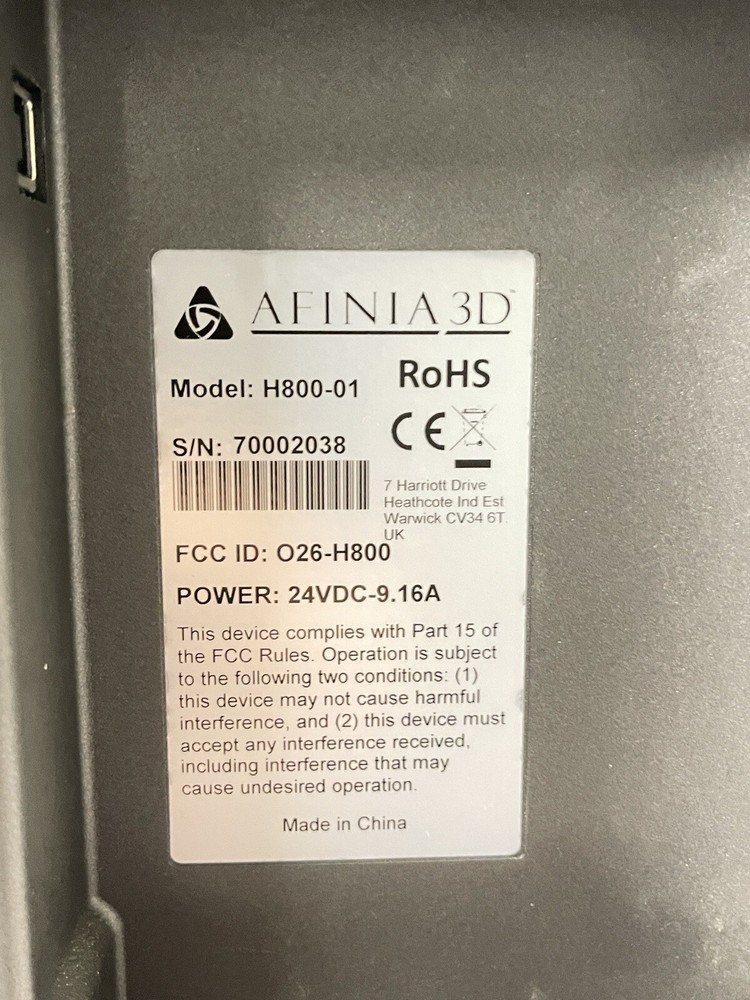 AFINIA 3D™
RoHS
Model: H800-01
CE
S/N: 70002038
7 Harriott Drive
Heathcote Ind Est
Warwick CV34 6T
UK
FCC ID: O26-H800
POWER: 24VDC-9.16A
This device complies with Part 15 of
the FCC Rules. Operation is subject
to the following two conditions: (1)
this device may not cause harmful
interference, and (2) this device must
accept any interference received,
including interference that may
cause undesired operation.
Made in China